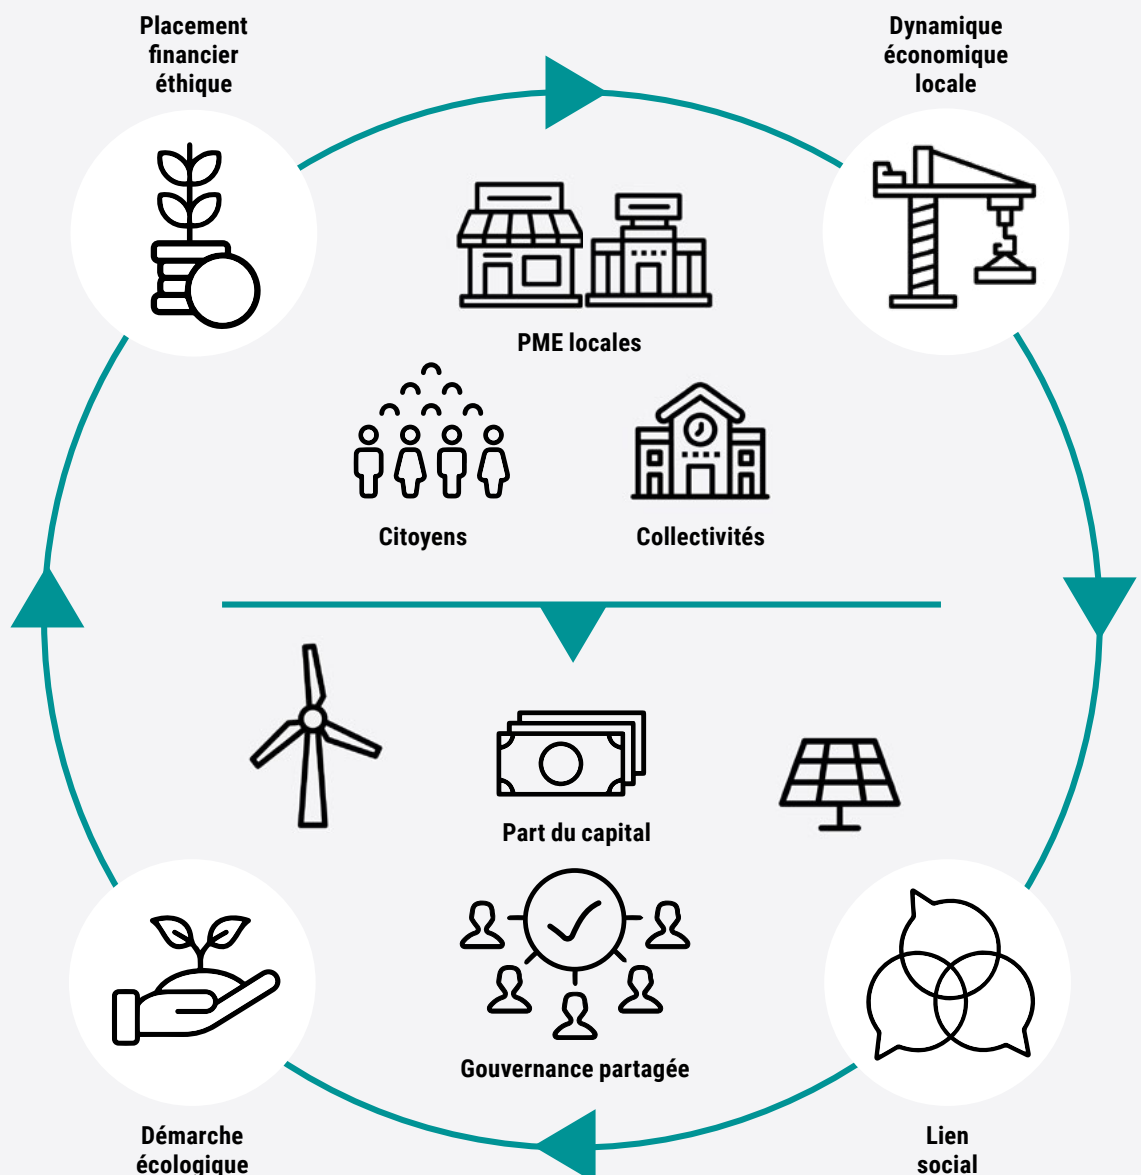 Placement
financier
éthique
Dynamique
économique
locale
PME locales
Citoyens
Collectivités
Part du capital
Gouvernance partagée
Démarche
écologique
Lien
social